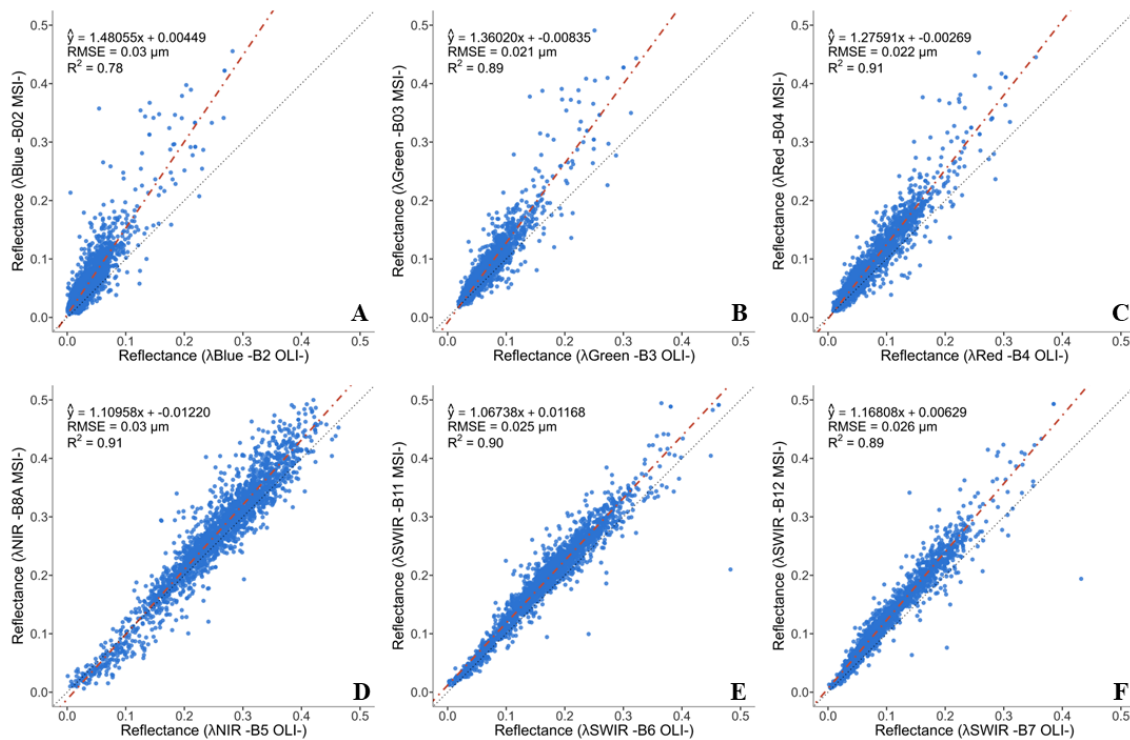 ŷ = 1.48055x + 0.00449
RMSE = 0.03 µm
R² = 0.78
Reflectance (λBlue -B02 MSI-)
0.5
0.4
0.3
0.2
0.1
0.0
A
0.0 0.1 0.2 0.3 0.4 0.5
Reflectance (λBlue -B2 OLI-)
ŷ = 1.36020x + -0.00835
RMSE = 0.021 µm
R² = 0.89
Reflectance (λGreen -B03 MSI-)
0.5
0.4
0.3
0.2
0.1
0.0
B
0.0 0.1 0.2 0.3 0.4 0.5
Reflectance (λGreen -B3 OLI-)
ŷ = 1.27591x + -0.00269
RMSE = 0.022 µm
R² = 0.91
Reflectance (λRed -B04 MSI-)
0.5
0.4
0.3
0.2
0.1
0.0
C
0.0 0.1 0.2 0.3 0.4 0.5
Reflectance (λRed -B4 OLI-)
ŷ = 1.10958x + -0.01220
RMSE = 0.03 µm
R² = 0.91
Reflectance (λNIR -B8A MSI-)
0.5
0.4
0.3
0.2
0.1
0.0
D
0.0 0.1 0.2 0.3 0.4 0.5
Reflectance (λNIR -B5 OLI-)
ŷ = 1.06738x + 0.01168
RMSE = 0.025 µm
R² = 0.90
Reflectance (λSWIR -B11 MSI-)
0.5
0.4
0.3
0.2
0.1
0.0
E
0.0 0.1 0.2 0.3 0.4 0.5
Reflectance (λSWIR -B6 OLI-)
ŷ = 1.16808x + 0.00629
RMSE = 0.026 µm
R² = 0.89
Reflectance (λSWIR -B12 MSI-)
0.5
0.4
0.3
0.2
0.1
0.0
F
0.0 0.1 0.2 0.3 0.4 0.5
Reflectance (λSWIR -B7 OLI-)